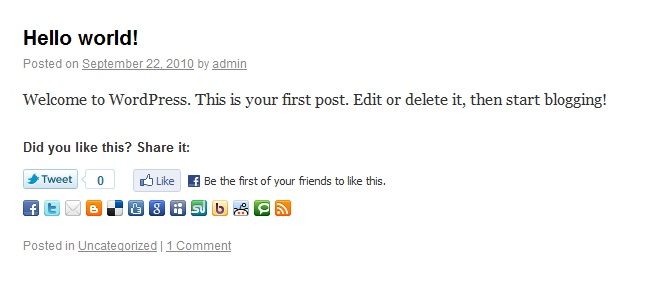 Hello world!
Posted on September 22, 2010 by admin
Welcome to WordPress. This is your first post. Edit or delete it, then start blogging!
Did you like this? Share it:
Tweet 0 Like Be the first of your friends to like this.
Posted in Uncategorized | 1 Comment